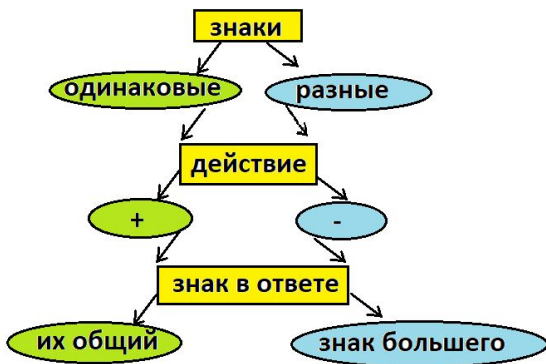 знаки
одинаковые
разные
действие
+
-
знак в ответе
их общий
знак большего